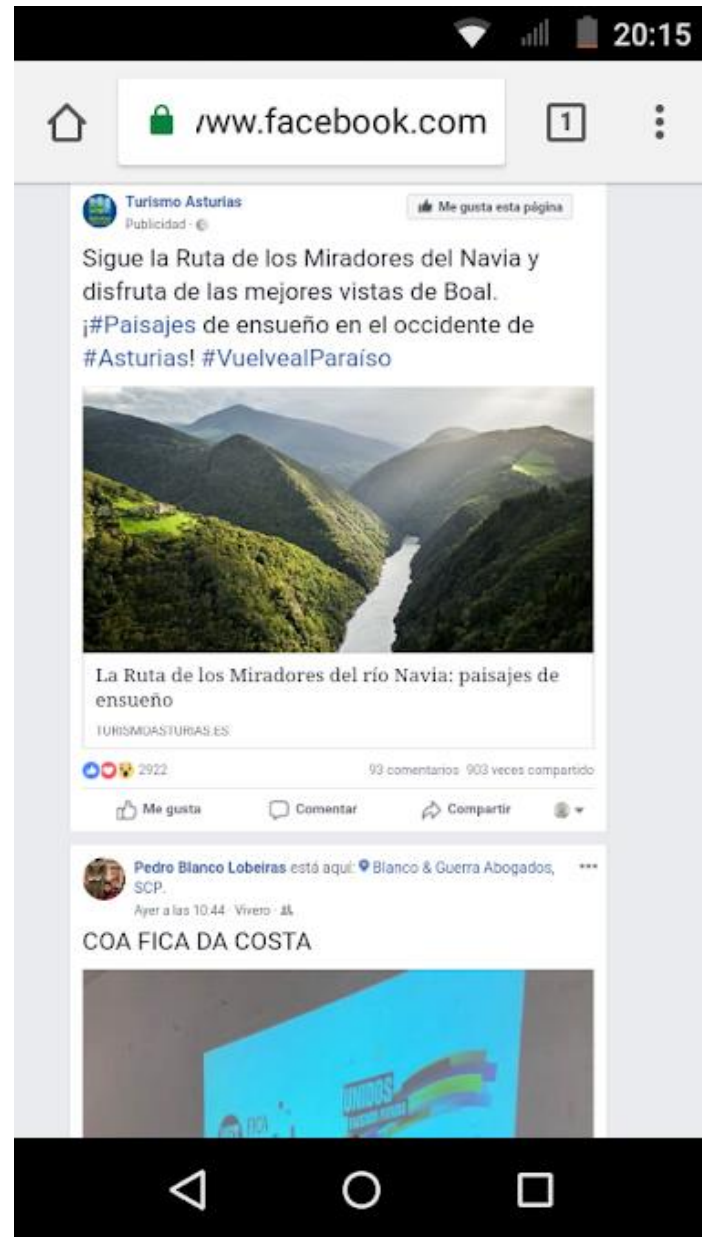 20:15
/ww.facebook.com
1
Turismo Asturias
Me gusta esta página
Publicidad ·
Sigue la Ruta de los Miradores del Navia y
disfruta de las mejores vistas de Boal.
¡#Paisajes de ensueño en el occidente de
#Asturias! #VuelvealParaíso
La Ruta de los Miradores del río Navia: paisajes de
ensueño
TURISMOASTURIAS.ES
2922
93 comentarios 903 veces compartido
Me gusta
Comentar
Compartir
Pedro Blanco Lobeiras está aquí: Blanco & Guerra Abogados,
SCP.
Ayer a las 10:44 · Vivero ·
COA FICA DA COSTA
UNIDOS
FICA